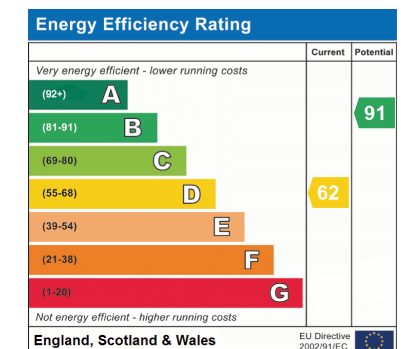 Energy Efficiency Rating
Current Potential
Very energy efficient - lower running costs
(92+) A
(81-91) B
91
(69-80) C
(55-68) D
62
(39-54) E
(21-38) F
(1-20) G
Not energy efficient - higher running costs
England, Scotland & Wales
EU Directive
2002/91/EC